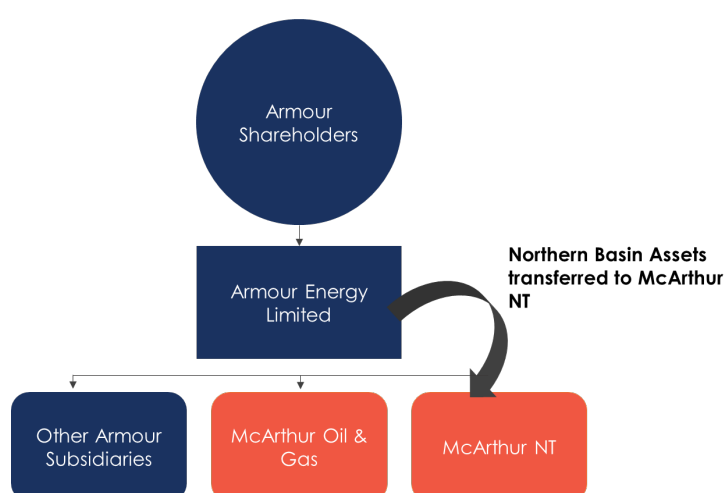 Armour
Shareholders
Armour Energy
Limited
Northern Basin Assets
transferred to McArthur
NT
Other Armour
Subsidiaries
McArthur Oil &
Gas
McArthur NT